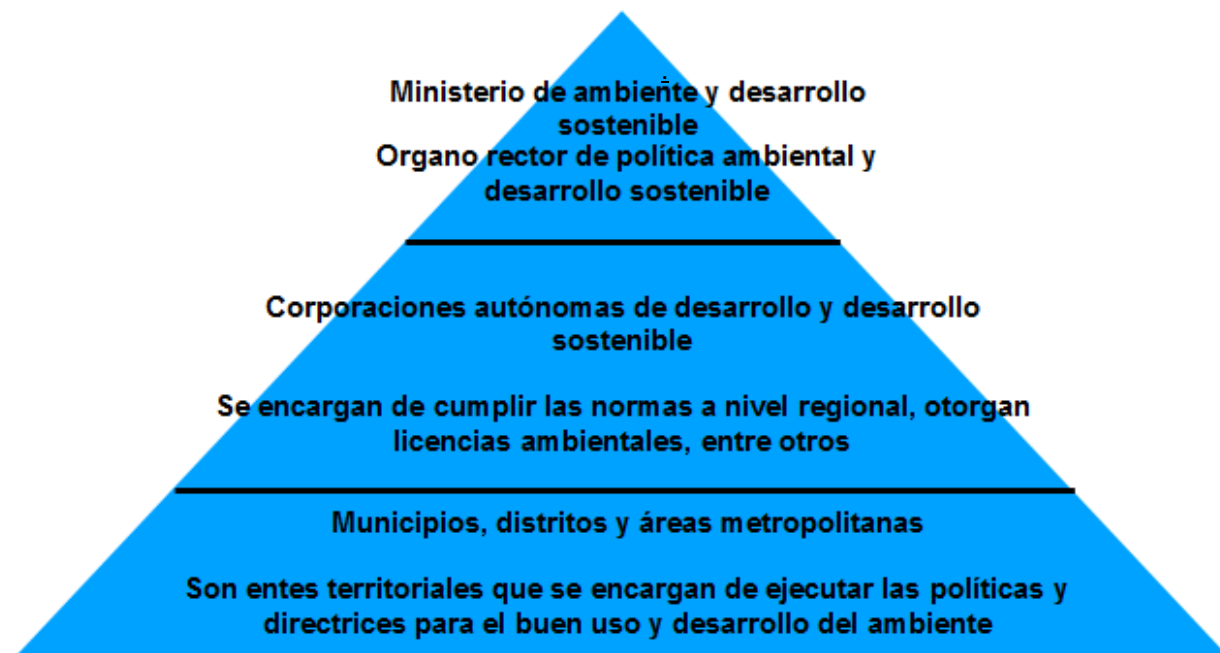 Ministerio de ambiente y desarrollo
sostenible
Organo rector de política ambiental y
desarrollo sostenible
Corporaciones autónomas de desarrollo y desarrollo
sostenible
Se encargan de cumplir las normas a nivel regional, otorgan
licencias ambientales, entre otros
Municipios, distritos y áreas metropolitanas
Son entes territoriales que se encargan de ejecutar las políticas y
directrices para el buen uso y desarrollo del ambiente